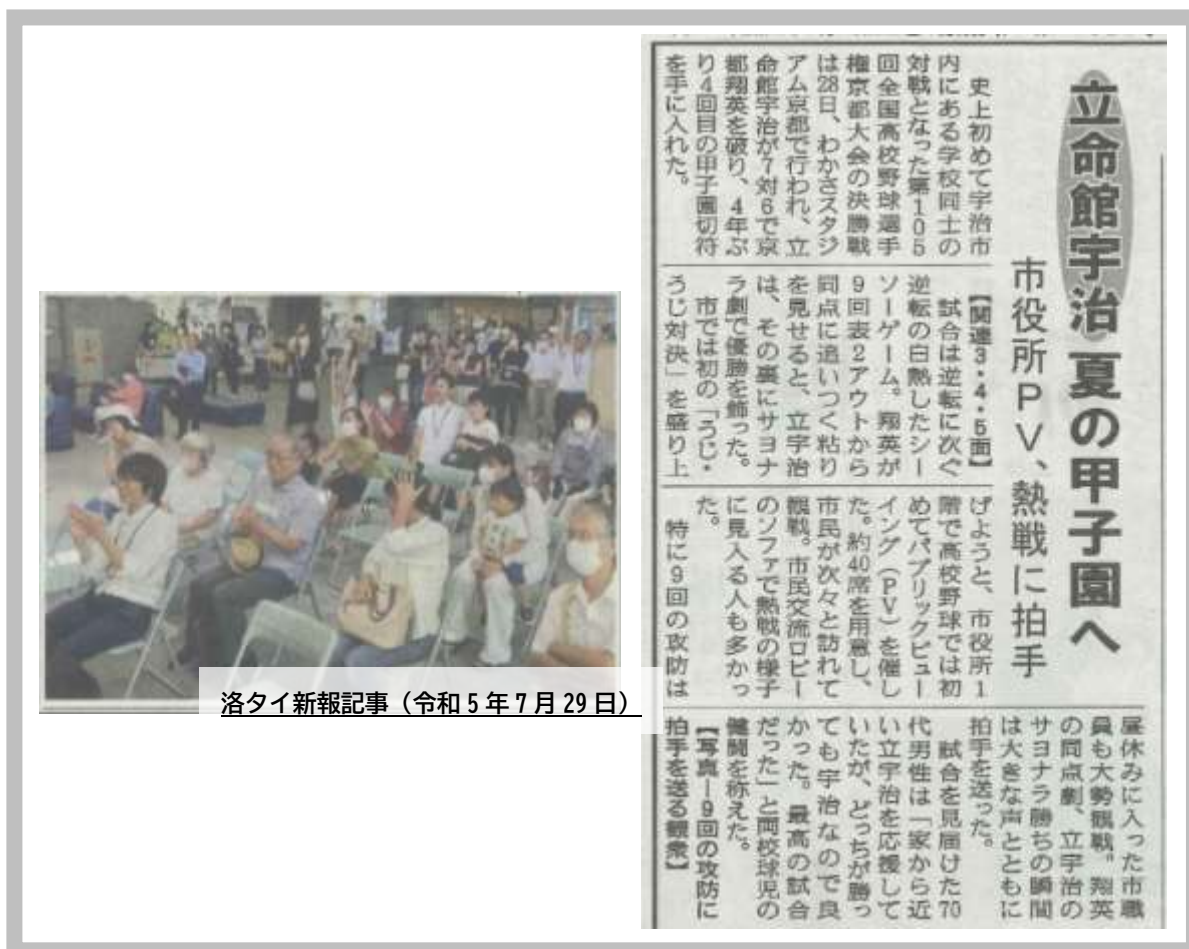 立命館宇治 夏の甲子園へ
市役所PV、熱戦に拍手
史上初めて宇治市
内にある学校同士の
対戦となった第105
回全国高校野球選手
権京都大会の決勝戦
は28日、わかさスタジ
アム京都で行われ、立
命館宇治が7対6で京
都翔英を破り、4年ぶ
り4回目の甲子園切符
を手に入れた。
【関連3・4・5面】
試合は逆転に次ぐ
逆転の白熱したシー
ソーゲーム。翔英が
9回表2アウトから
同点に追いつく粘り
を見せると、立宇治
は、その裏にサヨナ
ラ劇で優勝を飾った。
市では初の「うじ・
うじ対決」を盛り上
げようと、市役所1
階で高校野球では初
めてパブリックビュー
イング（PV）を催し
た。約40席を用意し、
市民が次々と訪れて
観戦。市民交流ロビー
のソファで熱戦の様子
に見入る人も多かっ
た。
特に9回の攻防は
昼休みに入った市職
員も大勢観戦。翔英
の同点劇、立宇治の
サヨナラ勝ちの瞬間
は大きな声とともに
拍手を送った。
試合を見届けた70
代男性は「家から近
い立宇治を応援して
いたが、どっちが勝っ
ても宇治なので良
かった。最高の試合
だった」と両校球児の
健闘を称えた。
【写真－9回の攻防に
拍手を送る観衆】
洛タイ新報記事（令和5年7月29日）